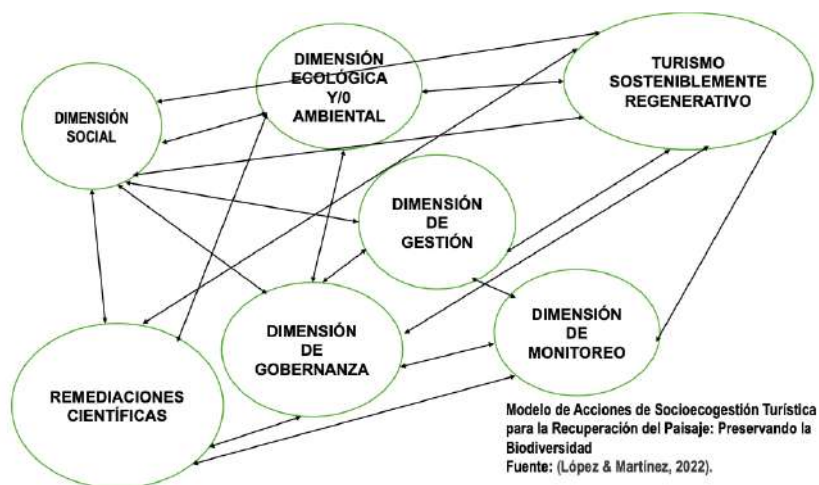 DIMENSIÓN
SOCIAL
DIMENSIÓN
ECOLÓGICA
Y/0
AMBIENTAL
TURISMO
SOSTENIBLEMENTE
REGENERATIVO
DIMENSIÓN
DE
GESTIÓN
REMEDIACIONES
CIENTÍFICAS
DIMENSIÓN
DE
GOBERNANZA
DIMENSIÓN
DE
MONITOREO
Modelo de Acciones de Socioecogestión Turística
para la Recuperación del Paisaje: Preservando la
Biodiversidad
Fuente: (López & Martínez, 2022).